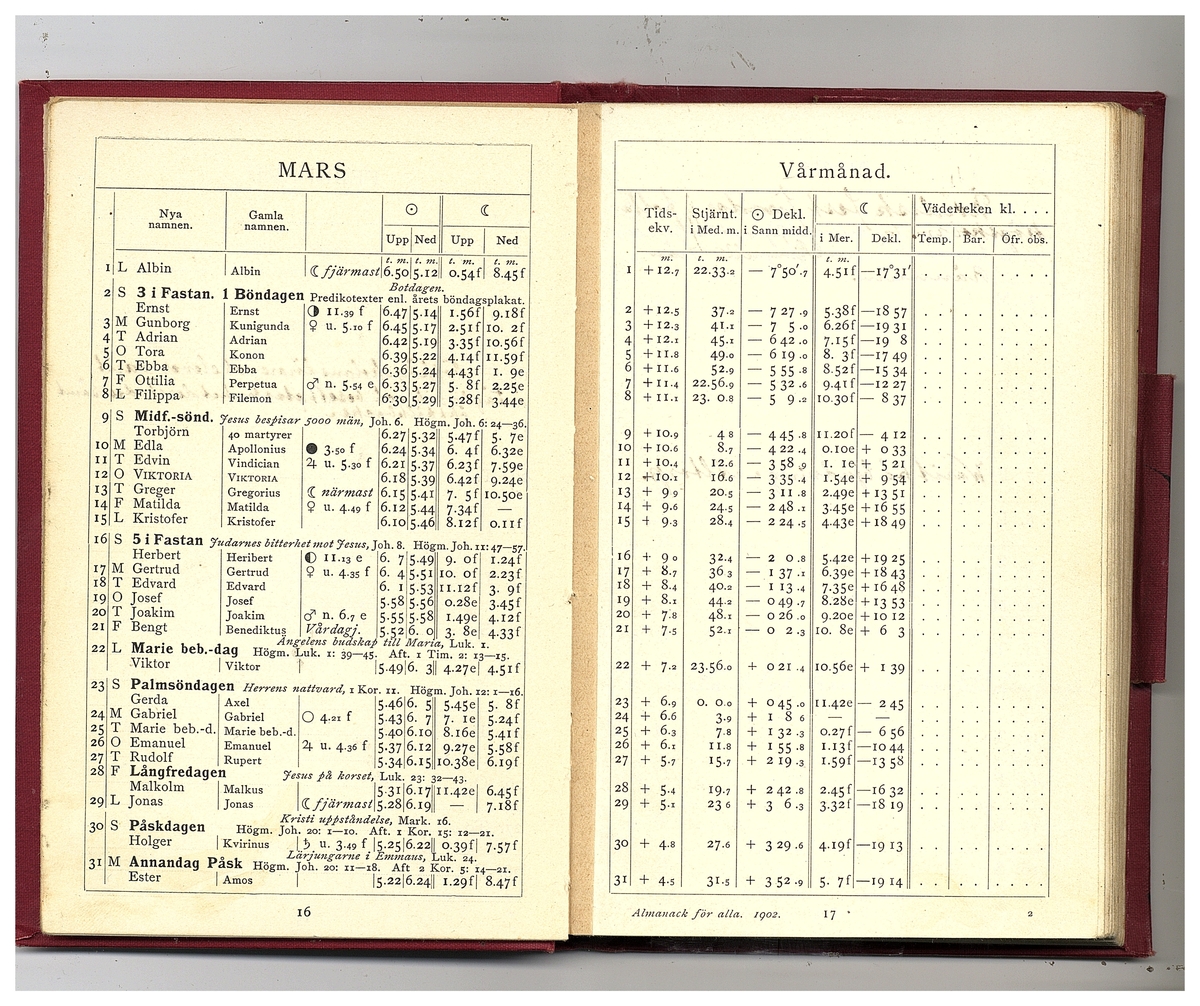 MARS
Nya namnen. Gamla namnen. ☉ ☾
Upp Ned Upp Ned
t. m. t. m. t. m. t. m.
1 L Albin Albin ☾ fjärmast 6.50 5.12 0.54f 8.45f
Botdagen.
2 S 3 i Fastan. 1 Böndagen Predikotexter enl. årets böndagsplakat.
Ernst Ernst ◑ 11.39 f 6.47 5.14 1.56f 9.18f
3 M Gunborg Kunigunda ♀ u. 5.10 f 6.45 5.17 2.51f 10. 2f
4 T Adrian Adrian 6.42 5.19 3.35f 10.56f
5 O Tora Konon 6.39 5.22 4.14f 11.59f
6 T Ebba Ebba 6.36 5.24 4.43f 1. 9e
7 F Ottilia Perpetua ♂ n. 5.54 e 6.33 5.27 5. 8f 2.25e
8 L Filippa Filemon 6.30 5.29 5.28f 3.44e
9 S Midf.-sönd. Jesus bespisar 5000 män, Joh. 6. Högm. Joh. 6: 24—36.
Torbjörn 40 martyrer 6.27 5.32 5.47f 5. 7e
10 M Edla Apollonius ● 3.50 f 6.24 5.34 6. 4f 6.32e
11 T Edvin Vindician ♃ u. 5.30 f 6.21 5.37 6.23f 7.59e
12 O VIKTORIA VIKTORIA 6.18 5.39 6.42f 9.24e
13 T Greger Gregorius ☾ närmast 6.15 5.41 7. 5f 10.50e
14 F Matilda Matilda ♀ u. 4.49 f 6.12 5.44 7.34f —
15 L Kristofer Kristofer 6.10 5.46 8.12f 0.11f
16 S 5 i Fastan Judarnes bitterhet mot Jesus, Joh. 8. Högm. Joh. 11: 47—57.
Herbert Heribert ◐ 11.13 e 6. 7 5.49 9. 0f 1.24f
17 M Gertrud Gertrud ♀ u. 4.35 f 6. 4 5.51 10. 0f 2.23f
18 T Edvard Edvard 6. 1 5.53 11.12f 3. 9f
19 O Josef Josef 5.58 5.56 0.28e 3.45f
20 T Joakim Joakim ♂ n. 6.7 e 5.55 5.58 1.49e 4.12f
21 F Bengt Benediktus Vårdagj. 5.52 6. 0 3. 8e 4.33f
Ängelens budskap till Maria, Luk. 1.
22 L Marie beb.-dag Högm. Luk. 1: 39—45. Aft. 1 Tim. 2: 13—15.
Viktor Viktor 5.49 6. 3 4.27e 4.51f
23 S Palmsöndagen Herrens nattvard, 1 Kor. 11. Högm. Joh. 12: 1—16.
Gerda Axel 5.46 6. 5 5.45e 5. 8f
24 M Gabriel Gabriel ○ 4.21 f 5.43 6. 7 7. 1e 5.24f
25 T Marie beb.-d. Marie beb.-d. 5.40 6.10 8.16e 5.41f
26 O Emanuel Emanuel ♃ u. 4.36 f 5.37 6.12 9.27e 5.58f
27 T Rudolf Rupert 5.34 6.15 10.38e 6.19f
28 F Långfredagen Jesus på korset, Luk. 23: 32—43.
Malkolm Malkus 5.31 6.17 11.42e 6.45f
29 L Jonas Jonas ☾ fjärmast 5.28 6.19 — 7.18f
Kristi uppståndelse, Mark. 16.
30 S Påskdagen Högm. Joh. 20: 1—10. Aft. 1 Kor. 15: 12—21.
Holger Kvirinus ♄ u. 3.49 f 5.25 6.22 0.39f 7.57f
Lärjungarne i Emmaus, Luk. 24.
31 M Annandag Påsk Högm. Joh. 20: 11—18. Aft 2 Kor. 5: 14—21.
Ester Amos 5.22 6.24 1.29f 8.47f
16
Vårmånad.
Tids-ekv. Stjärnt. i Med. m. ☉ Dekl. i Sann midd. ☾ Väderleken kl. . . .
i Mer. Dekl. Temp. Bar. Öfr. obs.
m. t. m. t. m.
1 +12.7 22.33.2 — 7°50'.7 4.51f —17°31'
2 +12.5 37.2 — 7 27.9 5.38f —18 57
3 +12.3 41.1 — 7 5.0 6.26f —19 31
4 +12.1 45.1 — 6 42.0 7.15f —19 8
5 +11.8 49.0 — 6 19.0 8. 3f —17 49
6 +11.6 52.9 — 5 55.8 8.52f —15 34
7 +11.4 22.56.9 — 5 32.6 9.41f —12 27
8 +11.1 23. 0.8 — 5 9.2 10.30f — 8 37
9 +10.9 4 8 — 4 45.8 11.20f — 4 12
10 +10.6 8.7 — 4 22.4 0.10e + 0 33
11 +10.4 12.6 — 3 58.9 1. 1e + 5 21
12 +10.1 16.6 — 3 35.4 1.54e + 9 54
13 + 9 9 20.5 — 3 11.8 2.49e +13 51
14 + 9.6 24.5 — 2 48.1 3.45e +16 55
15 + 9.3 28.4 — 2 24.5 4.43e +18 49
16 + 9 0 32.4 — 2 0.8 5.42e +19 25
17 + 8.7 36 3 — 1 37.1 6.39e +18 43
18 + 8.4 40.2 — 1 13.4 7.35e +16 48
19 + 8.1 44.2 — 0 49.7 8.28e +13 53
20 + 7.8 48.1 — 0 26.0 9.20e +10 12
21 + 7.5 52.1 — 0 2.3 10. 8e + 6 3
22 + 7.2 23.56.0 + 0 21.4 10.56e + 1 39
23 + 6.9 0. 0.0 + 0 45.0 11.42e — 2 45
24 + 6.6 3.9 + 1 8 6 — —
25 + 6.3 7.8 + 1 32.3 0.27f — 6 56
26 + 6.1 11.8 + 1 55.8 1.13f —10 44
27 + 5.7 15.7 + 2 19.3 1.59f —13 58
28 + 5.4 19.7 + 2 42.8 2.45f —16 32
29 + 5.1 23 6 + 3 6.3 3.32f —18 19
30 + 4.8 27.6 + 3 29.6 4.19f —19 13
31 + 4.5 31.5 + 3 52.9 5. 7f —19 14
Almanack för alla. 1902. 17 2